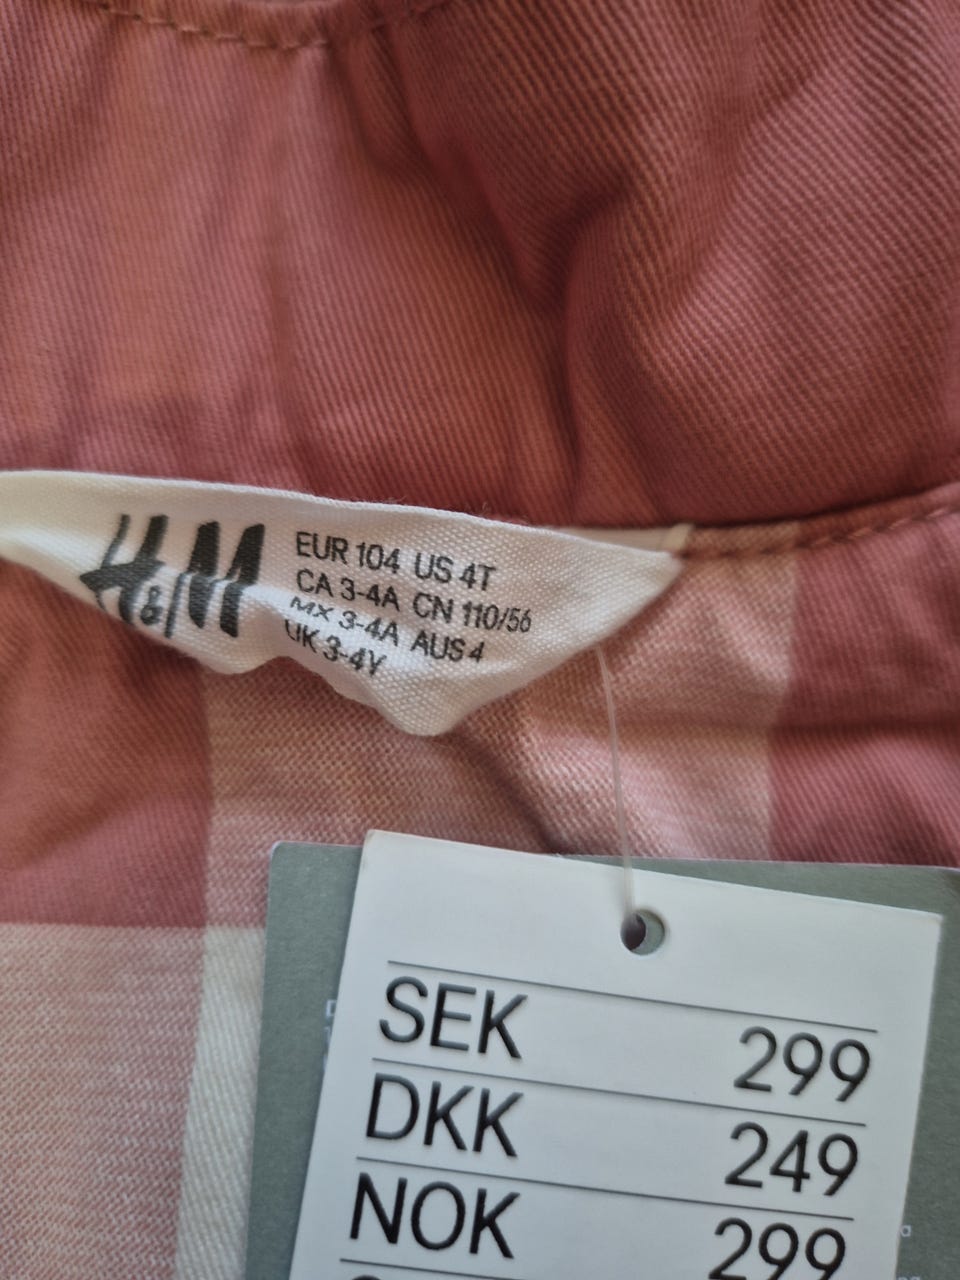 H&M
EUR 104 US 4T
CA 3-4A CN 110/56
MX 3-4A AUS 4
UK 3-4Y
SEK 299
DKK 249
NOK 299